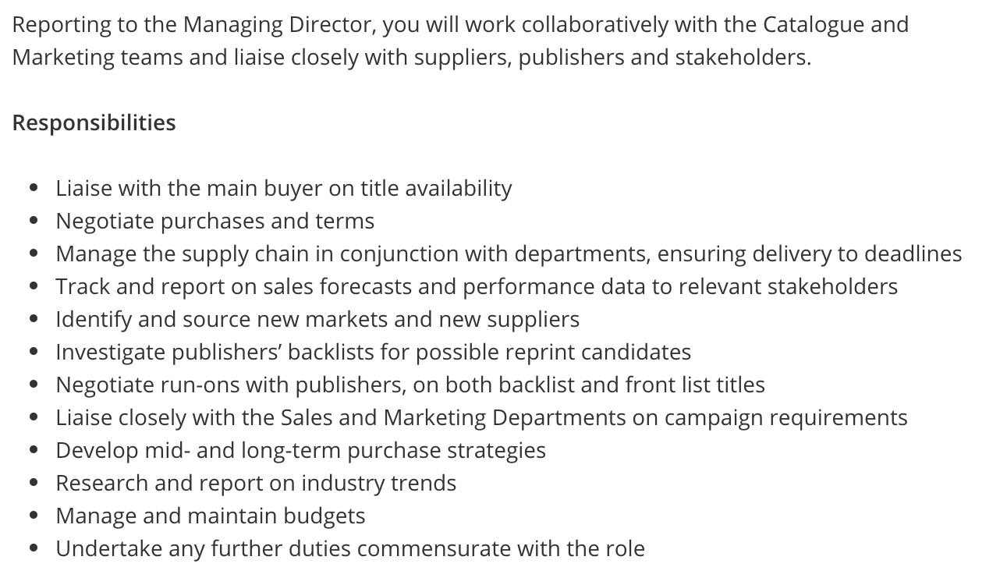 Reporting to the Managing Director, you will work collaboratively with the Catalogue and
Marketing teams and liaise closely with suppliers, publishers and stakeholders.
Responsibilities
• Liaise with the main buyer on title availability
• Negotiate purchases and terms
• Manage the supply chain in conjunction with departments, ensuring delivery to deadlines
• Track and report on sales forecasts and performance data to relevant stakeholders
• Identify and source new markets and new suppliers
• Investigate publishers’ backlists for possible reprint candidates
• Negotiate run-ons with publishers, on both backlist and front list titles
• Liaise closely with the Sales and Marketing Departments on campaign requirements
• Develop mid- and long-term purchase strategies
• Research and report on industry trends
• Manage and maintain budgets
• Undertake any further duties commensurate with the role